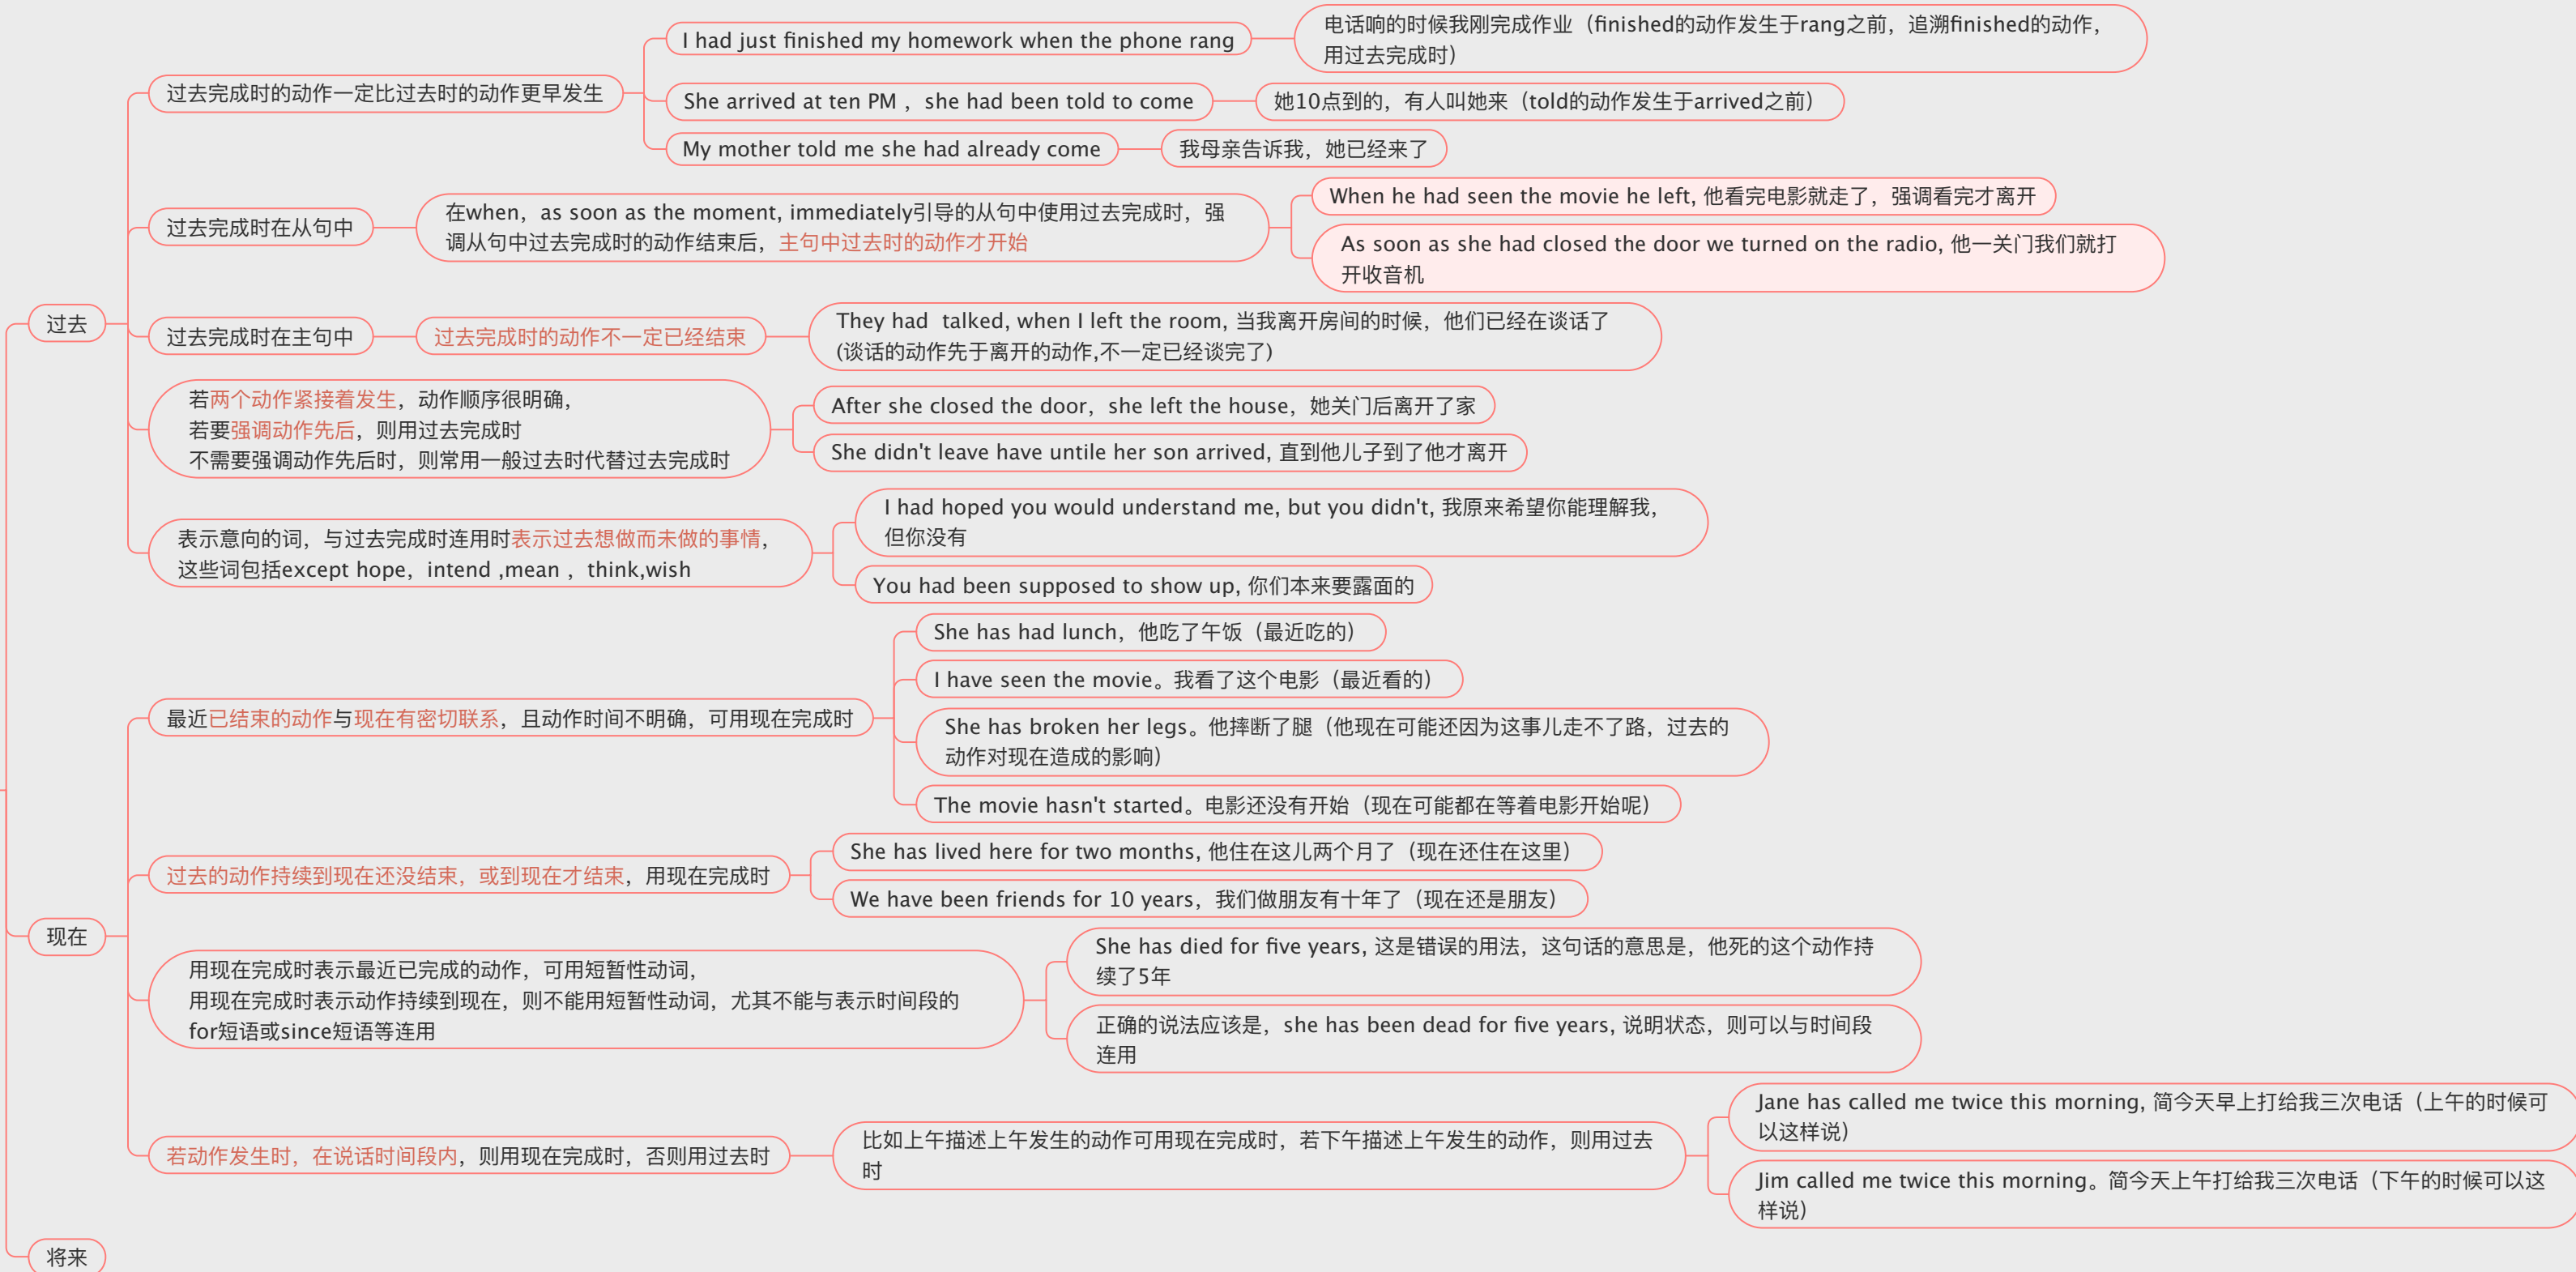 过去
过去完成时的动作一定比过去时的动作更早发生
I had just finished my homework when the phone rang
电话响的时候我刚完成作业（finished的动作发生于rang之前，追溯finished的动作，
用过去完成时）
She arrived at ten PM ，she had been told to come
她10点到的，有人叫她来（told的动作发生于arrived之前）
My mother told me she had already come
我母亲告诉我，她已经来了
过去完成时在从句中
在when，as soon as the moment, immediately引导的从句中使用过去完成时，强
调从句中过去完成时的动作结束后，主句中过去时的动作才开始
When he had seen the movie he left, 他看完电影就走了，强调看完才离开
As soon as she had closed the door we turned on the radio, 他一关门我们就打
开收音机
过去完成时在主句中
过去完成时的动作不一定已经结束
They had  talked, when I left the room, 当我离开房间的时候，他们已经在谈话了
(谈话的动作先于离开的动作,不一定已经谈完了)
若两个动作紧接着发生，动作顺序很明确，
若要强调动作先后，则用过去完成时
不需要强调动作先后时，则常用一般过去时代替过去完成时
After she closed the door，she left the house，她关门后离开了家
She didn't leave have untile her son arrived, 直到他儿子到了他才离开
表示意向的词，与过去完成时连用时表示过去想做而未做的事情，
这些词包括except hope，intend ,mean ，think,wish
I had hoped you would understand me, but you didn't, 我原来希望你能理解我，
但你没有
You had been supposed to show up, 你们本来要露面的
现在
最近已结束的动作与现在有密切联系，且动作时间不明确，可用现在完成时
She has had lunch，他吃了午饭（最近吃的）
I have seen the movie。我看了这个电影（最近看的）
She has broken her legs。他摔断了腿（他现在可能还因为这事儿走不了路，过去的
动作对现在造成的影响）
The movie hasn't started。电影还没有开始（现在可能都在等着电影开始呢）
过去的动作持续到现在还没结束，或到现在才结束，用现在完成时
She has lived here for two months, 他住在这儿两个月了（现在还住在这里）
We have been friends for 10 years，我们做朋友有十年了（现在还是朋友）
用现在完成时表示最近已完成的动作，可用短暂性动词，
用现在完成时表示动作持续到现在，则不能用短暂性动词，尤其不能与表示时间段的
for短语或since短语等连用
She has died for five years, 这是错误的用法，这句话的意思是，他死的这个动作持
续了5年
正确的说法应该是，she has been dead for five years, 说明状态，则可以与时间段
连用
若动作发生时，在说话时间段内，则用现在完成时，否则用过去时
比如上午描述上午发生的动作可用现在完成时，若下午描述上午发生的动作，则用过去
时
Jane has called me twice this morning, 简今天早上打给我三次电话（上午的时候可
以这样说）
Jim called me twice this morning。简今天上午打给我三次电话（下午的时候可以这
样说）
将来